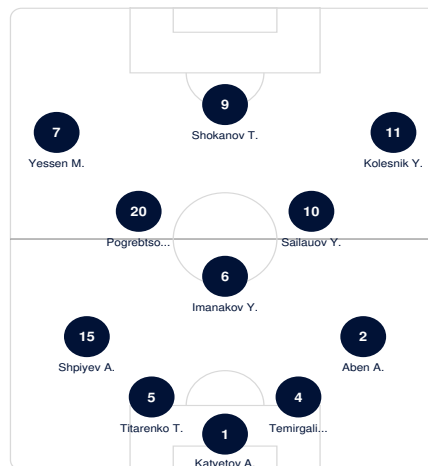 9
Shokanov T.
7
Yessen M.
11
Kolesnik Y.
20
Pogrebtso...
10
Sailauov Y.
6
Imanakov Y.
15
Shpiyev A.
2
Aben A.
5
Titarenko T.
4
Temirgali...
1
Katvetov A.